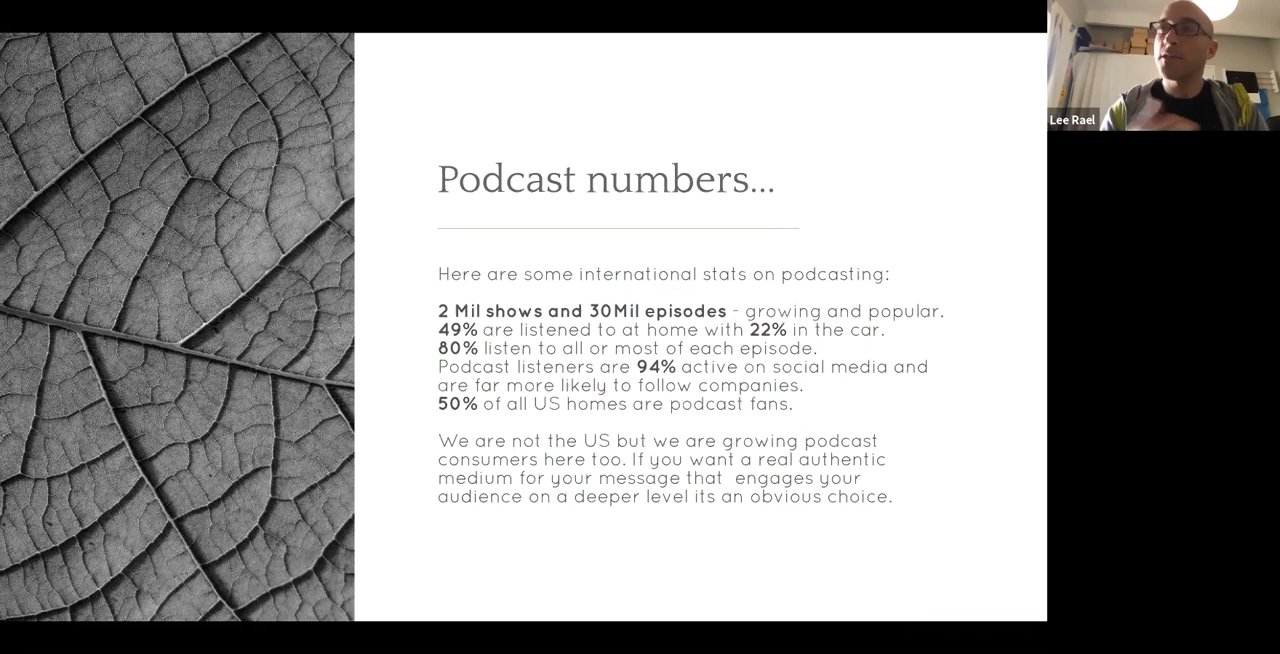 Podcast numbers...
Here are some international stats on podcasting:
2 Mil shows and 30Mil episodes - growing and popular.
49% are listened to at home with 22% in the car.
80% listen to all or most of each episode.
Podcast listeners are 94% active on social media and
are far more likely to follow companies.
50% of all US homes are podcast fans.
We are not the US but we are growing podcast
consumers here too. If you want a real authentic
medium for your message that  engages your
audience on a deeper level its an obvious choice.
Lee Rael